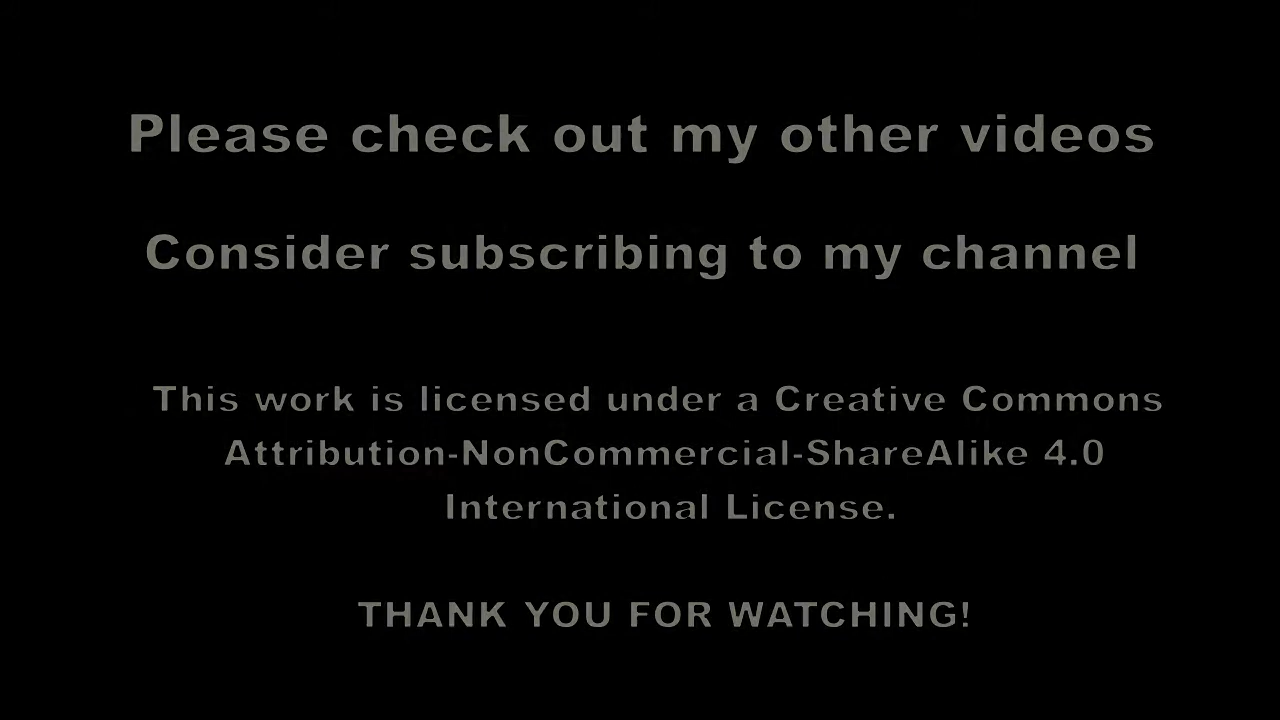 Please check out my other videos
Consider subscribing to my channel
This work is licensed under a Creative Commons
Attribution-NonCommercial-ShareAlike 4.0
International License.
THANK YOU FOR WATCHING!